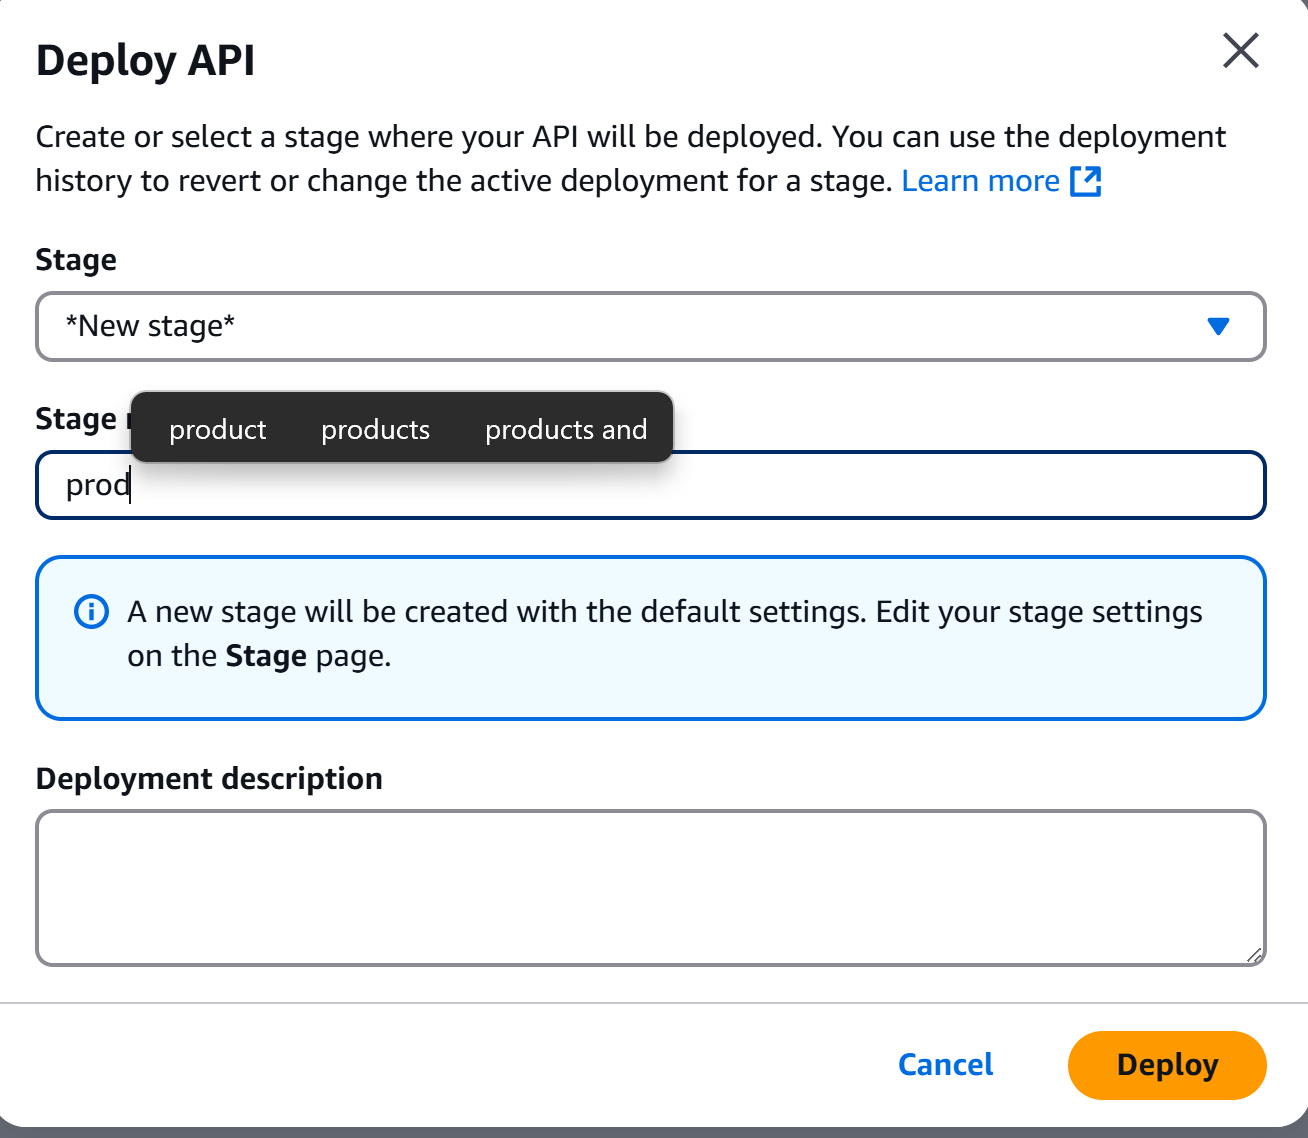 Deploy API
Create or select a stage where your API will be deployed. You can use the deployment
history to revert or change the active deployment for a stage. Learn more
Stage
*New stage*
Stage
product products products and
prod
A new stage will be created with the default settings. Edit your stage settings
on the Stage page.
Deployment description
Cancel Deploy